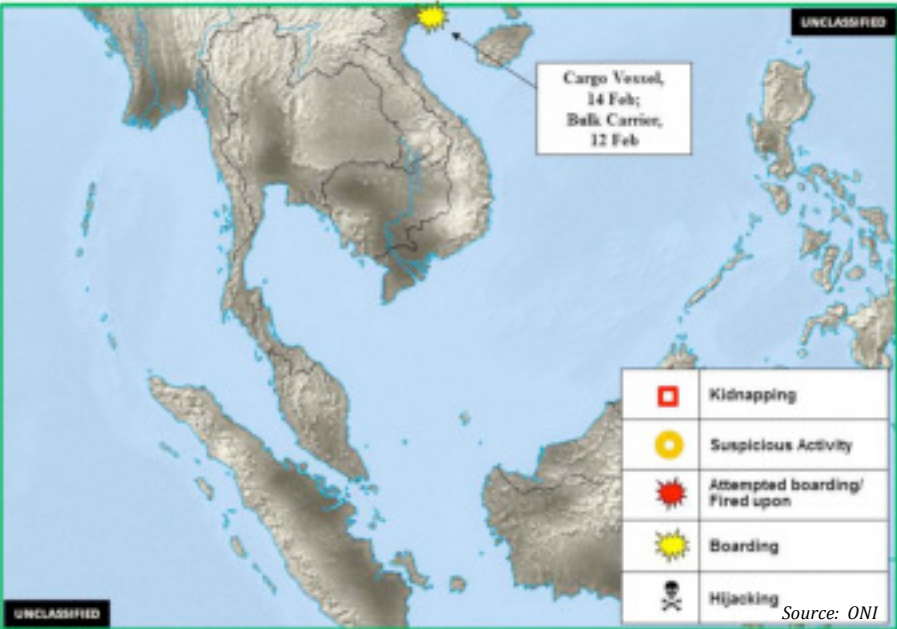 UNCLASSIFIED
Cargo Vessel,
14 Feb;
Bulk Carrier,
12 Feb
Kidnapping
Suspicious Activity
Attempted boarding/
Fired upon
Boarding
Hijacking
Source: ONI
UNCLASSIFIED